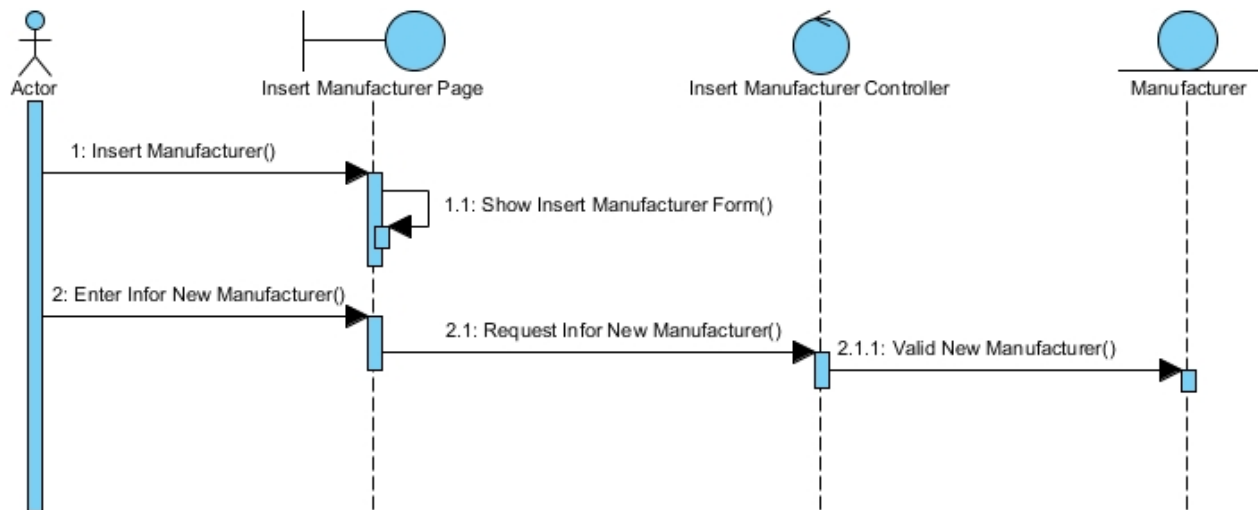 Actor
Insert Manufacturer Page
Insert Manufacturer Controller
Manufacturer
1: Insert Manufacturer()
1.1: Show Insert Manufacturer Form()
2: Enter Infor New Manufacturer()
2.1: Request Infor New Manufacturer()
2.1.1: Valid New Manufacturer()